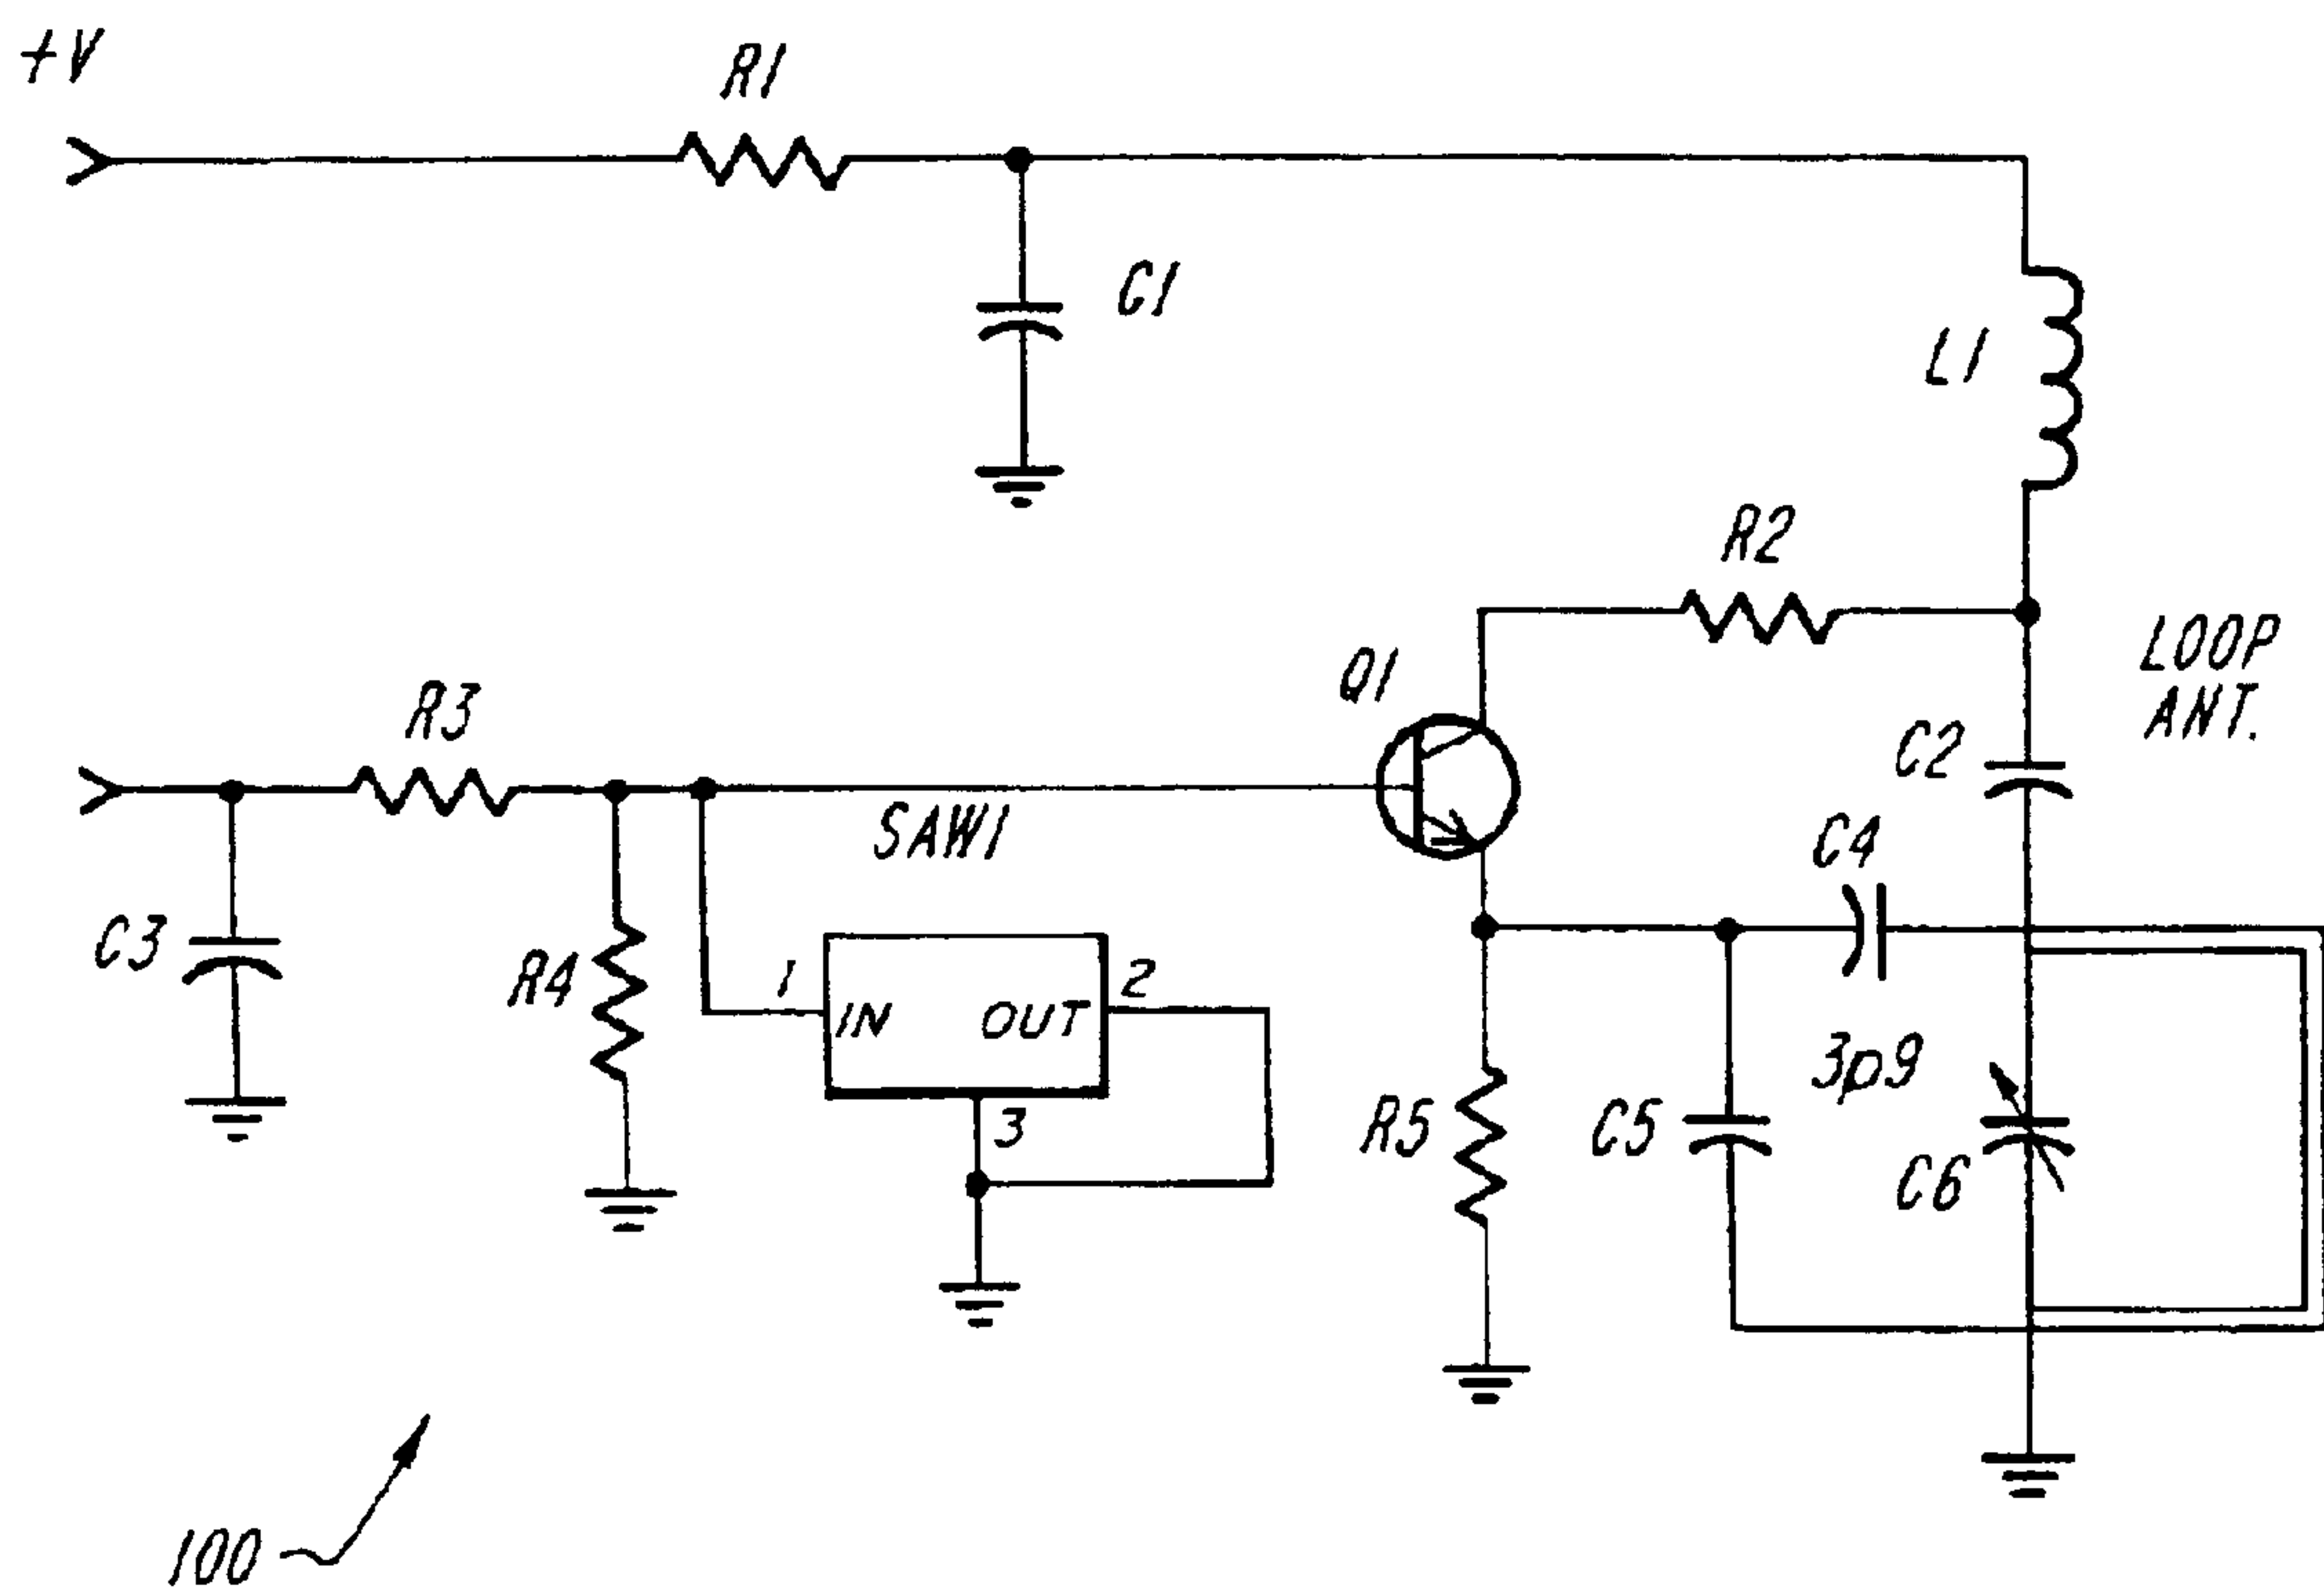 +V
R1
C1
L1
R2
LOOP
ANT.
Q1
R3
C2
SAW1
C4
C3
R4
1
2
IN
OUT
3p9
3
R5
C5
C6
100